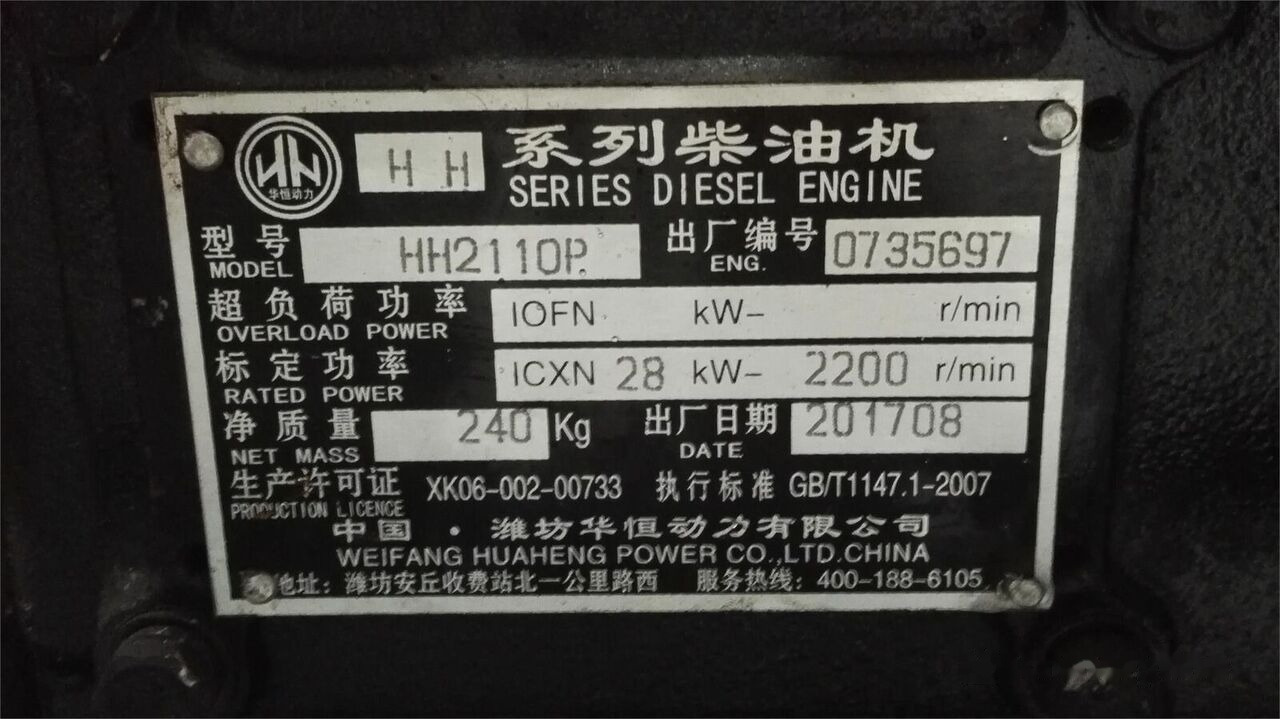 华恒动力 HH 系列柴油机
SERIES DIESEL ENGINE
型号 HH2110P 出厂编号 0735697
MODEL ENG.
超负荷功率 IOFN kW- r/min
OVERLOAD POWER
标定功率 ICXN 28 kW- 2200 r/min
RATED POWER
净质量 240 Kg 出厂日期 201708
NET MASS DATE
生产许可证 XK06-002-00733 执行标准 GB/T1147.1-2007
PRODUCTION LICENCE
中国·潍坊华恒动力有限公司
WEIFANG HUAHENG POWER CO.,LTD.CHINA
地址：潍坊安丘收费站北一公里路西 服务热线：400-188-6105